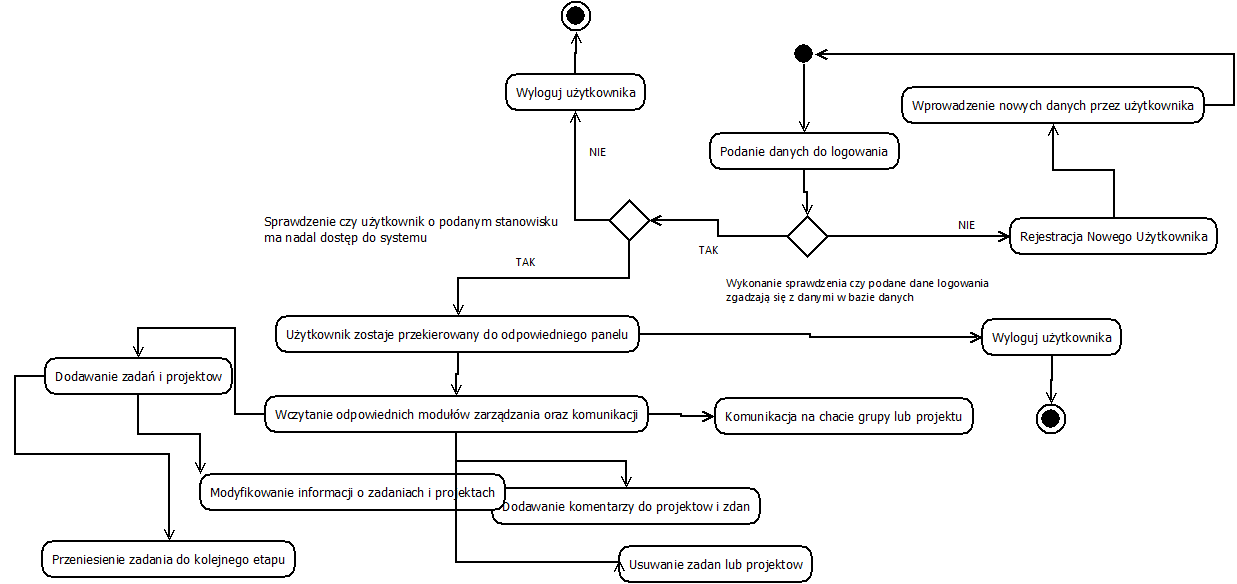 Wyloguj użytkownika
Wprowadzenie nowych danych przez użytkownika
Podanie danych do logowania
NIE
Sprawdzenie czy użytkownik o podanym stanowisku
ma nadal dostęp do systemu
NIE
Rejestracja Nowego Użytkownika
TAK
TAK
Wykonanie sprawdzenia czy podane dane logowania
zgadzają się z danymi w bazie danych
Użytkownik zostaje przekierowany do odpowiedniego panelu
Wyloguj użytkownika
Dodawanie zadań i projektow
Wczytanie odpowiednich modułów zarządzania oraz komunikacji
Komunikacja na chacie grupy lub projektu
Modyfikowanie informacji o zadaniach i projektach
Dodawanie komentarzy do projektow i zdan
Przeniesienie zadania do kolejnego etapu
Usuwanie zadan lub projektow